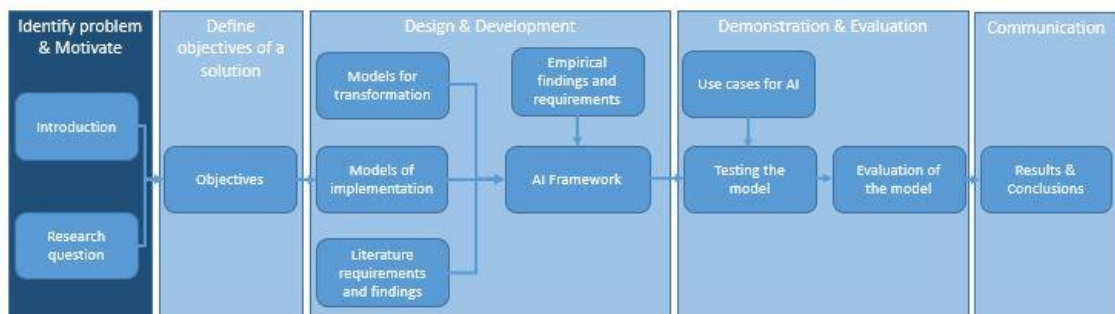 Identify problem
& Motivate
Introduction
Research
question
Define
objectives of a
solution
Objectives
Design & Development
Models for
transformation
Models of
implementation
Literature
requirements
and findings
Empirical
findings and
requirements
AI Framework
Demonstration & Evaluation
Use cases for AI
Testing the
model
Evaluation of
the model
Communication
Results &
Conclusions